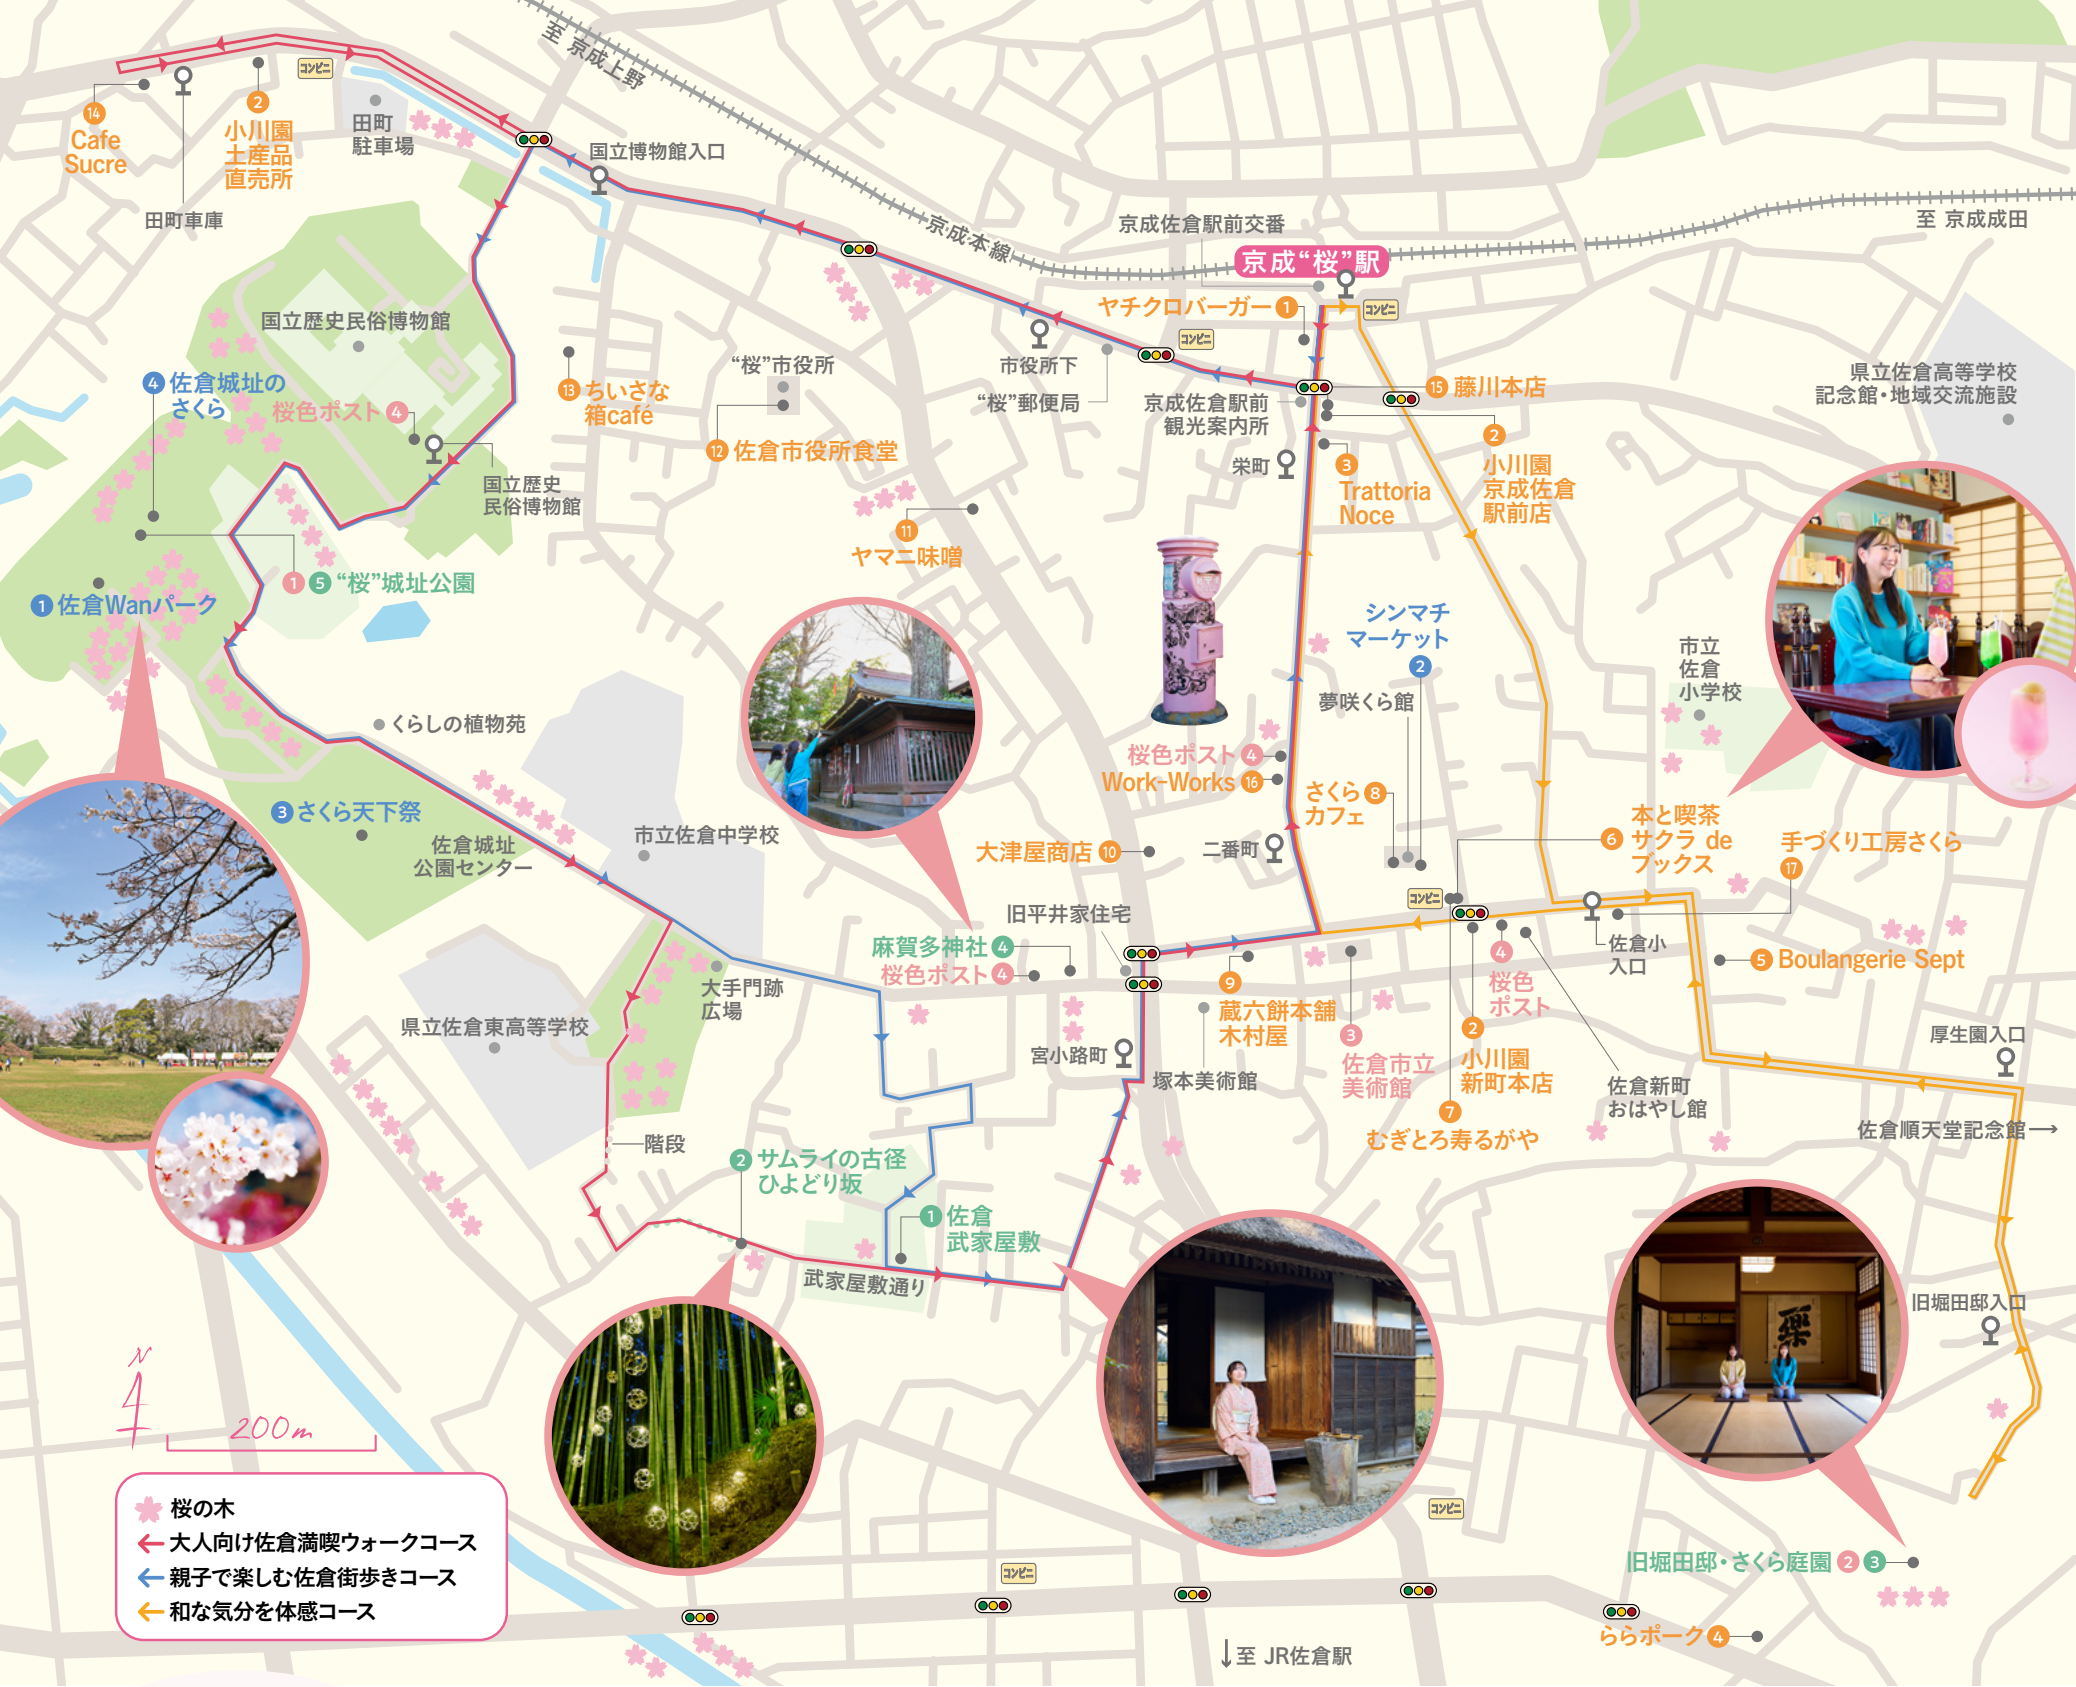 至 京成上野
コンビニ
14
Cafe
Sucre
2
小川園
土産品
直売所
田町
駐車場
田町車庫
国立博物館入口
京成本線
京成佐倉駅前交番
京成“桜”駅
至 京成成田
コンビニ
ヤチクロバーガー 1
コンビニ
国立歴史民俗博物館
市役所下
“桜”郵便局
京成佐倉駅前
観光案内所
15 藤川本店
県立佐倉高等学校
記念館・地域交流施設
4 佐倉城址の
さくら
桜色ポスト 4
国立歴史
民俗博物館
13 ちいさな
箱café
“桜”市役所
12 佐倉市役所食堂
栄町
3
Trattoria
Noce
2
小川園
京成佐倉
駅前店
11
ヤマニ味噌
1 5 “桜”城址公園
1 佐倉Wanパーク
シンマチ
マーケット
2
夢咲くら館
市立
佐倉
小学校
くらしの植物苑
桜色ポスト 4
Work-Works 16
さくら 8
カフェ
3 さくら天下祭
佐倉城址
公園センター
市立佐倉中学校
大津屋商店 10
二番町
6
本と喫茶
サクラ de
ブックス
手づくり工房さくら
17
コンビニ
旧平井家住宅
麻賀多神社 4
桜色ポスト 4
佐倉小
入口
5 Boulangerie Sept
大手門跡
広場
県立佐倉東高等学校
9
蔵六餅本舗
木村屋
4
桜色
ポスト
3
佐倉市立
美術館
2
小川園
新町本店
宮小路町
塚本美術館
厚生園入口
佐倉新町
おはやし館
7
むぎとろ寿るがや
佐倉順天堂記念館→
階段
2 サムライの古径
ひよどり坂
1 佐倉
武家屋敷
武家屋敷通り
旧堀田邸入口
楽
N
200m
桜の木
大人向け佐倉満喫ウォークコース
親子で楽しむ佐倉街歩きコース
和な気分を体感コース
コンビニ
コンビニ
旧堀田邸・さくら庭園 2 3
ららポーク 4
↓至 JR佐倉駅